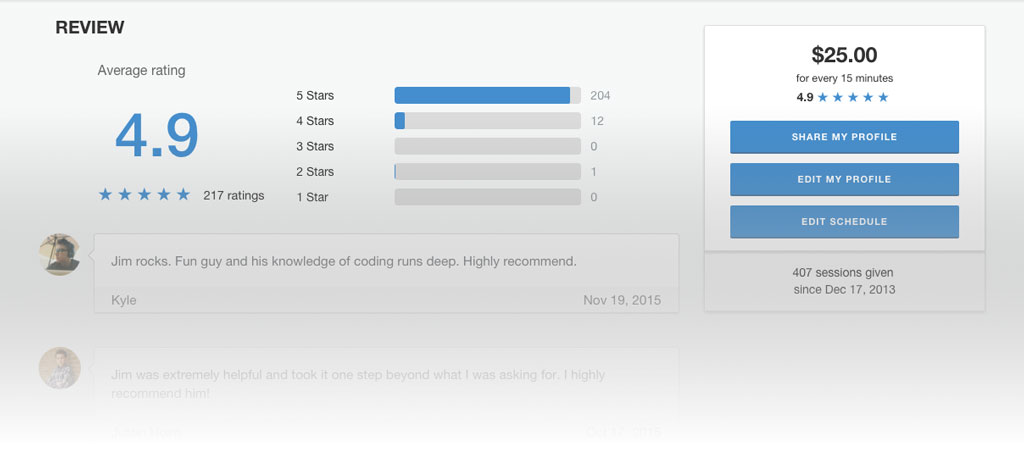 REVIEW
Average rating
4.9
217 ratings
5 Stars 204
4 Stars 12
3 Stars 0
2 Stars 1
1 Star 0
Jim rocks. Fun guy and his knowledge of coding runs deep. Highly recommend.
Kyle Nov 19, 2015
Jim was extremely helpful and took it one step beyond what I was asking for. I highly
recommend him!
Oct 17, 2015
$25.00
for every 15 minutes
4.9
SHARE MY PROFILE
EDIT MY PROFILE
EDIT SCHEDULE
407 sessions given
since Dec 17, 2013